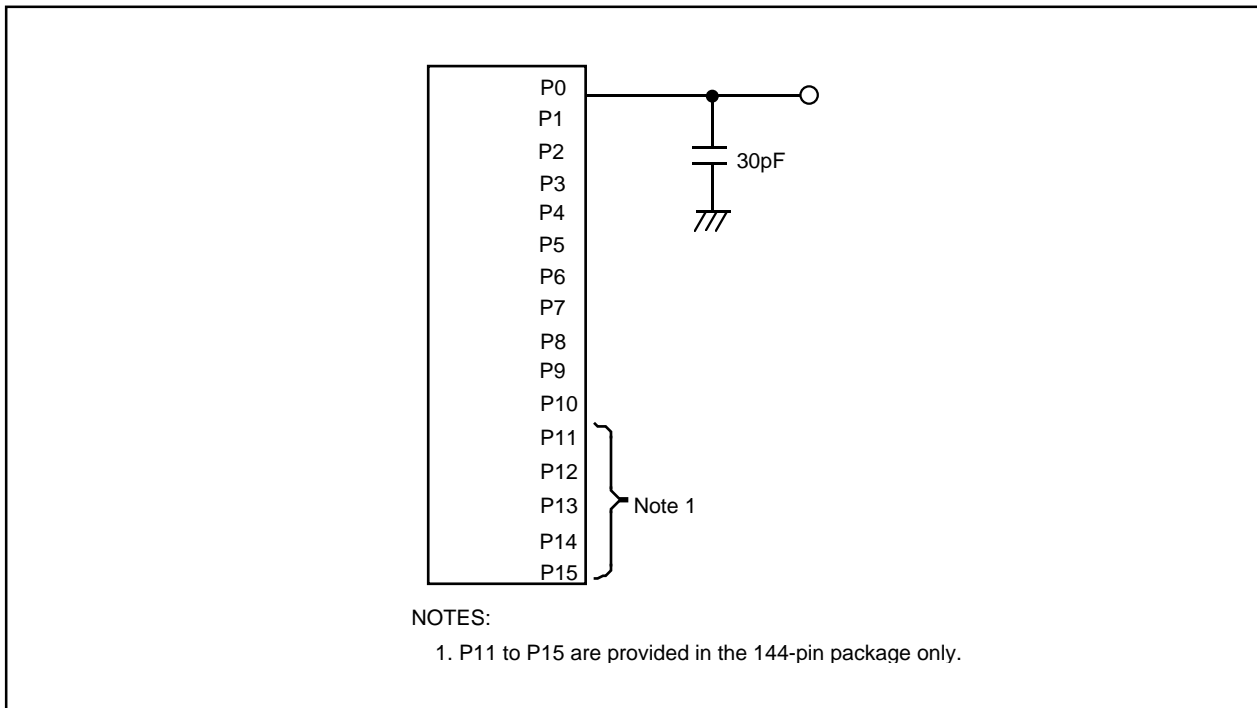 P0
P1
P2
30pF
P3
P4
P5
P6
P7
P8
P9
P10
P11
P12
P13
Note 1
P14
P15
NOTES:
1. P11 to P15 are provided in the 144-pin package only.